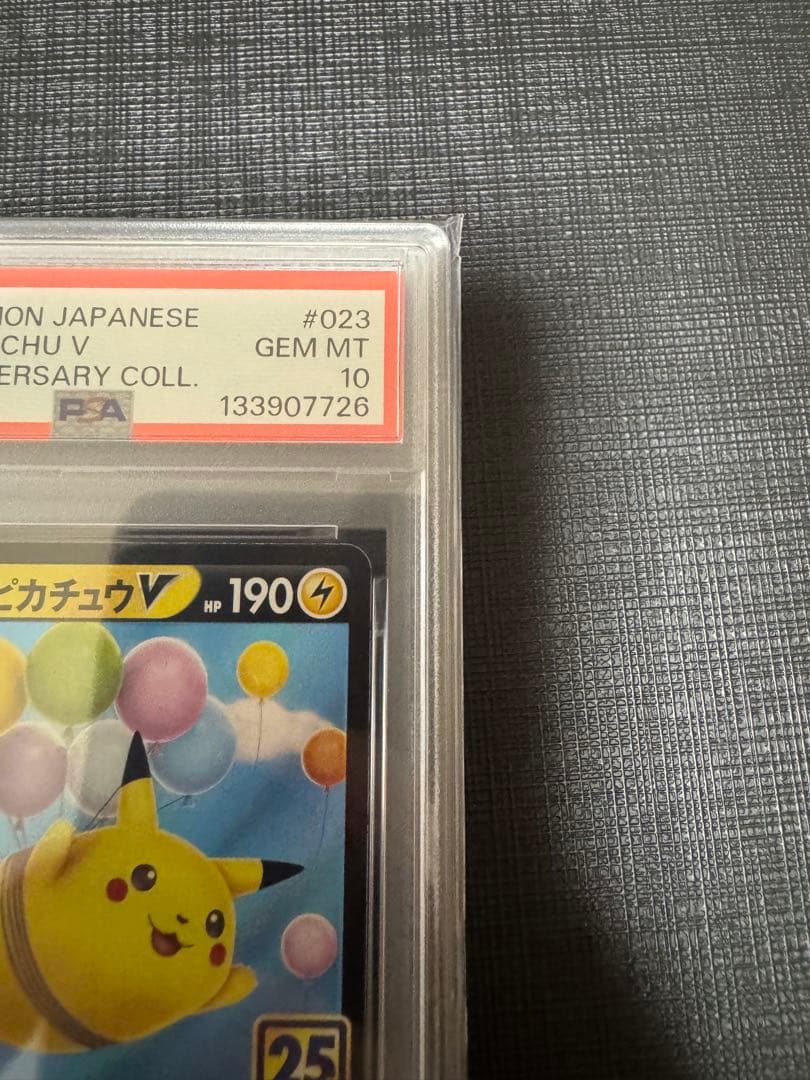 MON JAPANESE #023
CHU V GEM MT
ERSARY COLL. 10
PSA 133907726
ピカチュウV HP 190
25